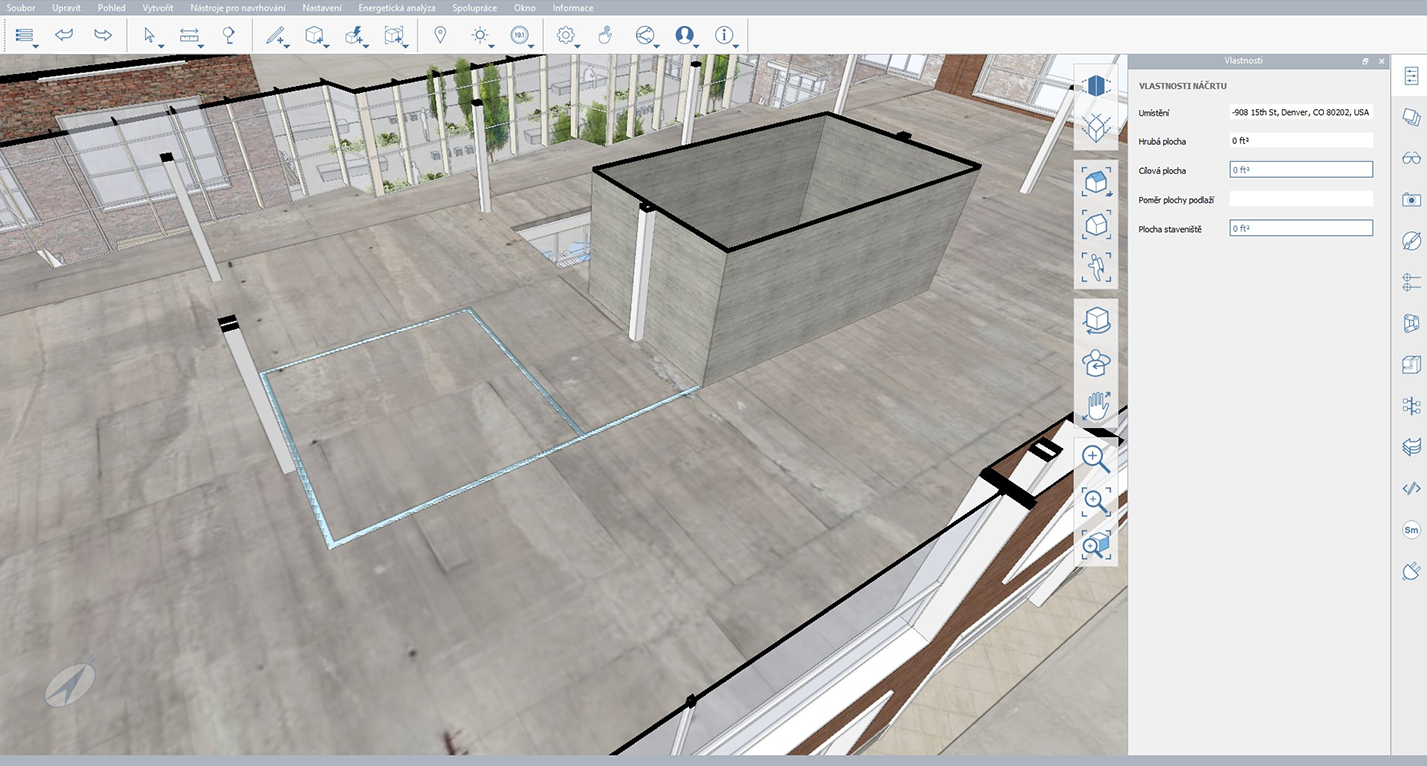 Soubor Upravit Pohled Vytvořit Nástroje pro navrhování Nastavení Energetická analýza Spolupráce Okno Informace
19.1
Vlastnosti
VLASTNOSTI NÁČRTU
Umístění -908 15th St, Denver, CO 80202, USA
Hrubá plocha 0 ft²
Cílová plocha 0 ft²
Poměr plochy podlaží
Plocha staveniště 0 ft²
Sm